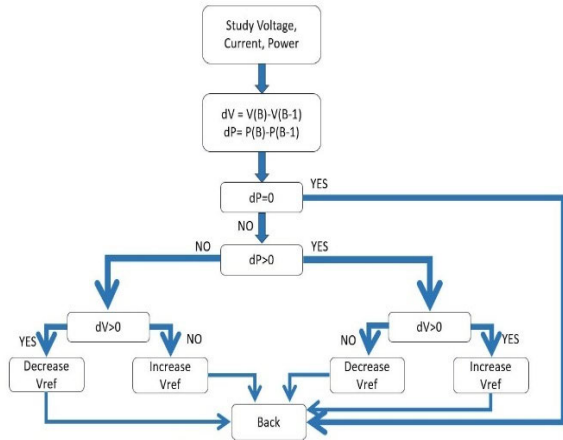 Study Voltage,
Current, Power
dV = V(B)-V(B-1)
dP= P(B)-P(B-1)
dP=0
YES
NO
NO
dP>0
YES
dV>0
YES
NO
Decrease
Vref
Increase
Vref
dV>0
NO
YES
Decrease
Vref
Increase
Vref
Back